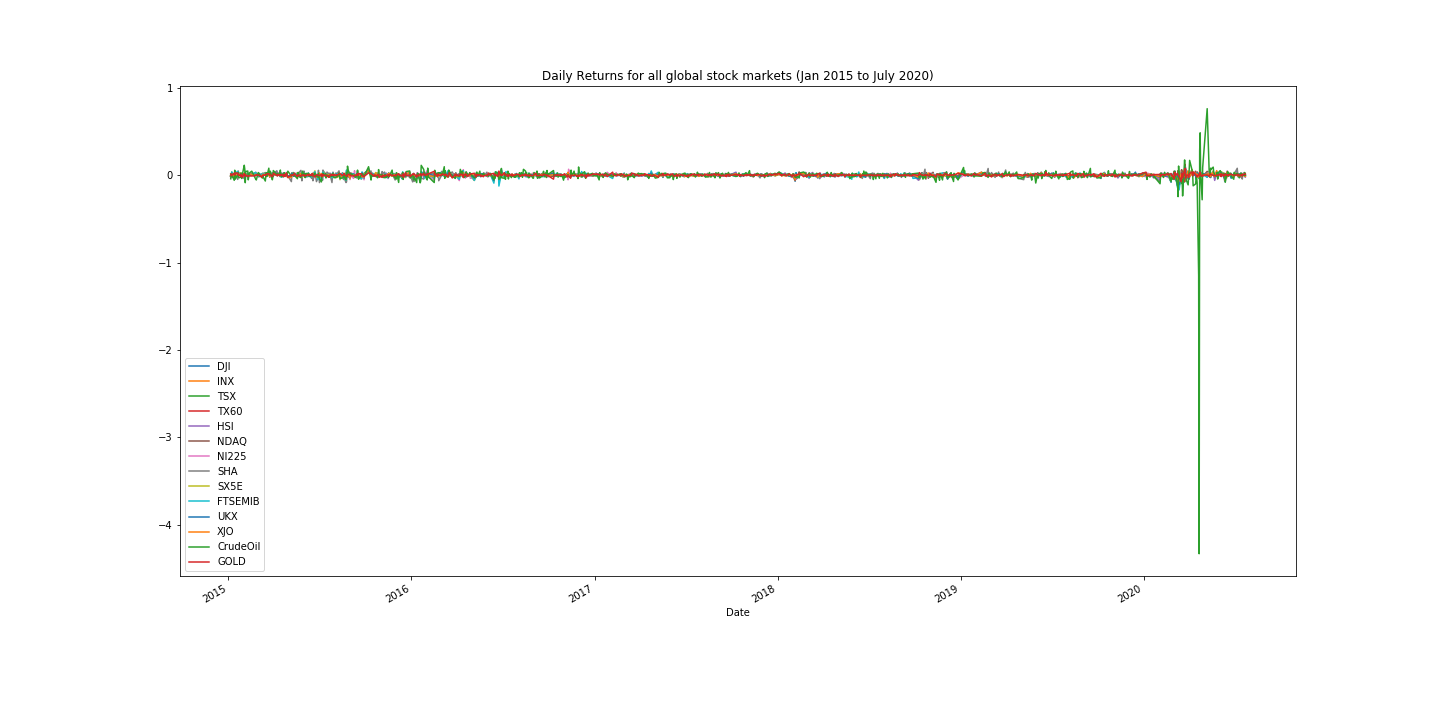 Daily Returns for all global stock markets (Jan 2015 to July 2020)
1
0
−1
−2
−3
−4
DJI
INX
TSX
TX60
HSI
NDAQ
NI225
SHA
SX5E
FTSEMIB
UKX
XJO
CrudeOil
GOLD
2015
2016
2017
2018
2019
2020
Date